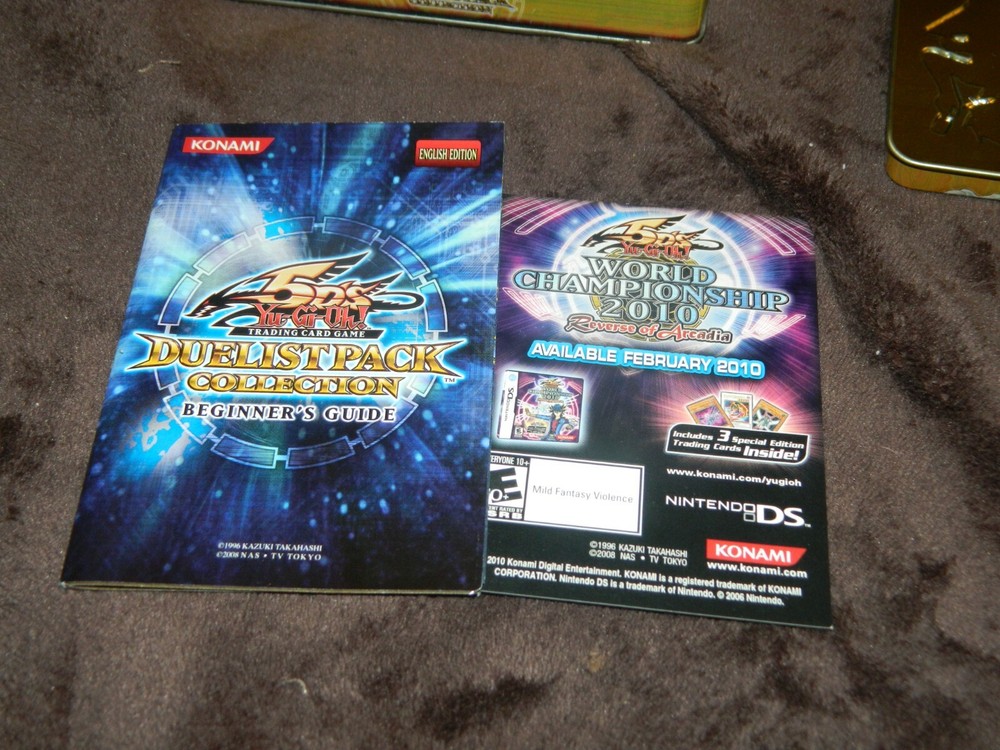 KONAMI
ENGLISH EDITION
5D's
Yu-Gi-Oh!
TRADING CARD GAME
DUELIST PACK
COLLECTION
TM
BEGINNER'S GUIDE
©1996 KAZUKI TAKAHASHI
©2008 NAS • TV TOKYO
5D's
Yu-Gi-Oh!
WORLD
CHAMPIONSHIP
2010
Reverse of Arcadia
AVAILABLE FEBRUARY 2010
Includes 3 Special Edition
Trading Cards Inside!
www.konami.com/yugioh
EVERYONE 10+
Mild Fantasy Violence
NINTENDO DS
TM
©1996 KAZUKI TAKAHASHI
©2008 NAS • TV TOKYO
KONAMI
www.konami.com
2010 Konami Digital Entertainment. KONAMI is a registered trademark of KONAMI
CORPORATION. Nintendo DS is a trademark of Nintendo. © 2006 Nintendo.